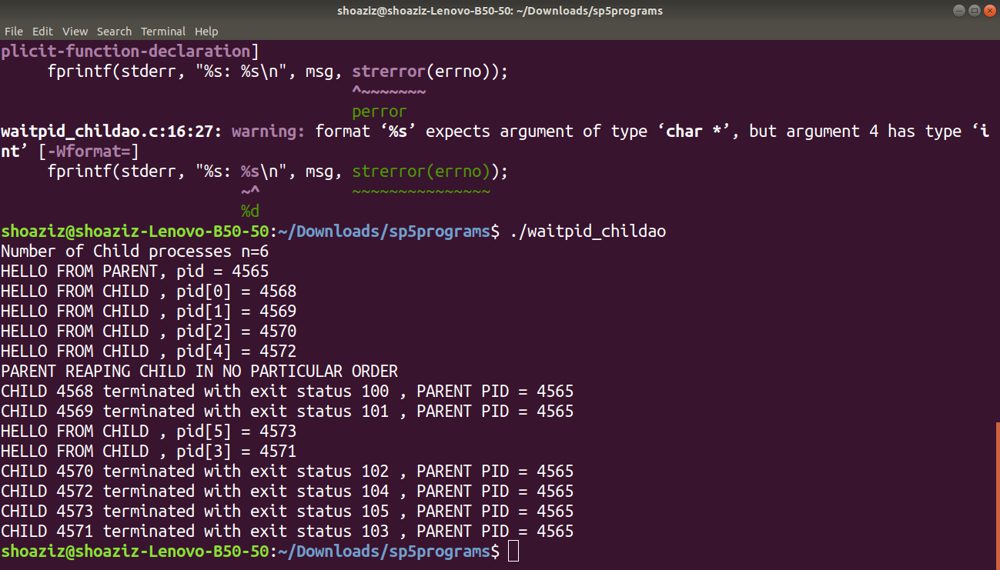 shoaziz@shoaziz-Lenovo-B50-50: ~/Downloads/sp5programs
File Edit View Search Terminal Help
plicit-function-declaration]
     fprintf(stderr, "%s: %s\n", msg, strerror(errno));
                                      ^~~~~~~~
                                      perror
waitpid_childao.c:16:27: warning: format ‘%s’ expects argument of type ‘char *’, but argument 4 has type ‘i
nt’ [-Wformat=]
     fprintf(stderr, "%s: %s\n", msg, strerror(errno));
                          ~^          ~~~~~~~~~~~~~~~
                          %d
shoaziz@shoaziz-Lenovo-B50-50:~/Downloads/sp5programs$ ./waitpid_childao
Number of Child processes n=6
HELLO FROM PARENT, pid = 4565
HELLO FROM CHILD , pid[0] = 4568
HELLO FROM CHILD , pid[1] = 4569
HELLO FROM CHILD , pid[2] = 4570
HELLO FROM CHILD , pid[4] = 4572
PARENT REAPING CHILD IN NO PARTICULAR ORDER
CHILD 4568 terminated with exit status 100 , PARENT PID = 4565
CHILD 4569 terminated with exit status 101 , PARENT PID = 4565
HELLO FROM CHILD , pid[5] = 4573
HELLO FROM CHILD , pid[3] = 4571
CHILD 4570 terminated with exit status 102 , PARENT PID = 4565
CHILD 4572 terminated with exit status 104 , PARENT PID = 4565
CHILD 4573 terminated with exit status 105 , PARENT PID = 4565
CHILD 4571 terminated with exit status 103 , PARENT PID = 4565
shoaziz@shoaziz-Lenovo-B50-50:~/Downloads/sp5programs$